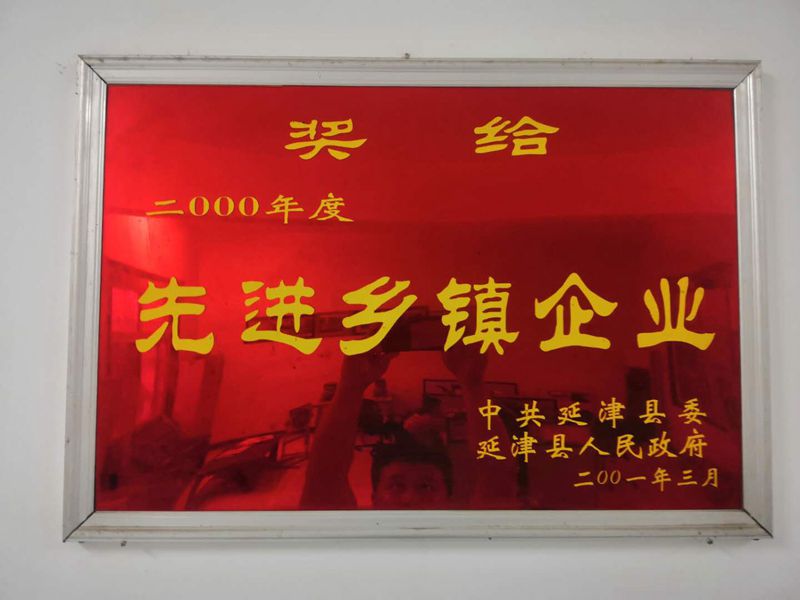 奖 给
二000年度
先进乡镇企业
中共延津县委
延津县人民政府
二00一年三月